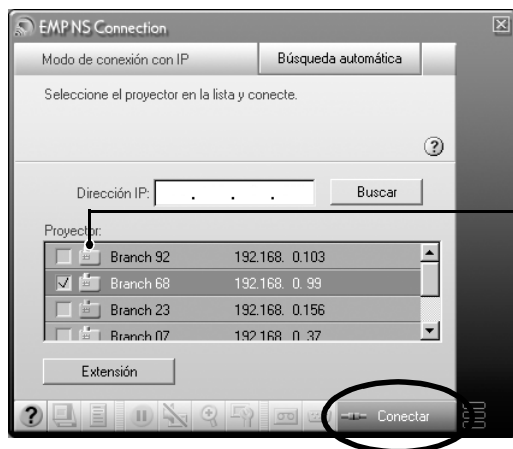 EMP NS Connection
Modo de conexión con IP
Búsqueda automática
Seleccione el proyector en la lista y conecte.
Dirección IP: . . .
Buscar
Proyector:
Branch 92 192.168. 0.103
Branch 68 192.168. 0. 99
Branch 23 192.168. 0.156
Branch 07 192.168. 0. 37
Extensión
Conectar